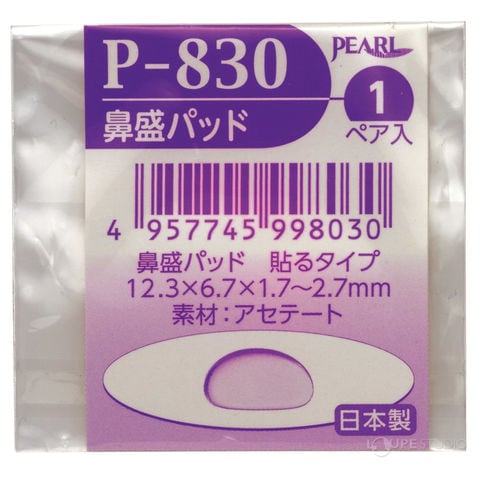 P-830
PEARL
鼻盛パッド
1
ペア入
4 957745 998030
鼻盛パッド 貼るタイプ
12.3×6.7×1.7～2.7mm
素材：アセテート
日本製
LOUPE STUDIO